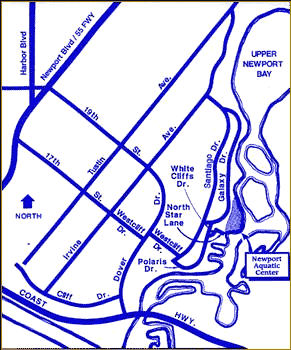 Harbor Blvd
Newport Blvd / 55 FWY
UPPER
NEWPORT
BAY
Ave.
19th
Ave.
17th
St.
Tustin
White
Cliffs
Dr.
Santiago Dr.
Galaxy Dr.
St.
Dr.
North
Star
Lane
NORTH
Westcliff
Dr.
Westcliff
Dr.
Irvine
Dover
Polaris
Dr.
Newport
Aquatic
Center
Cliff
Dr.
Dr.
COAST
HWY.